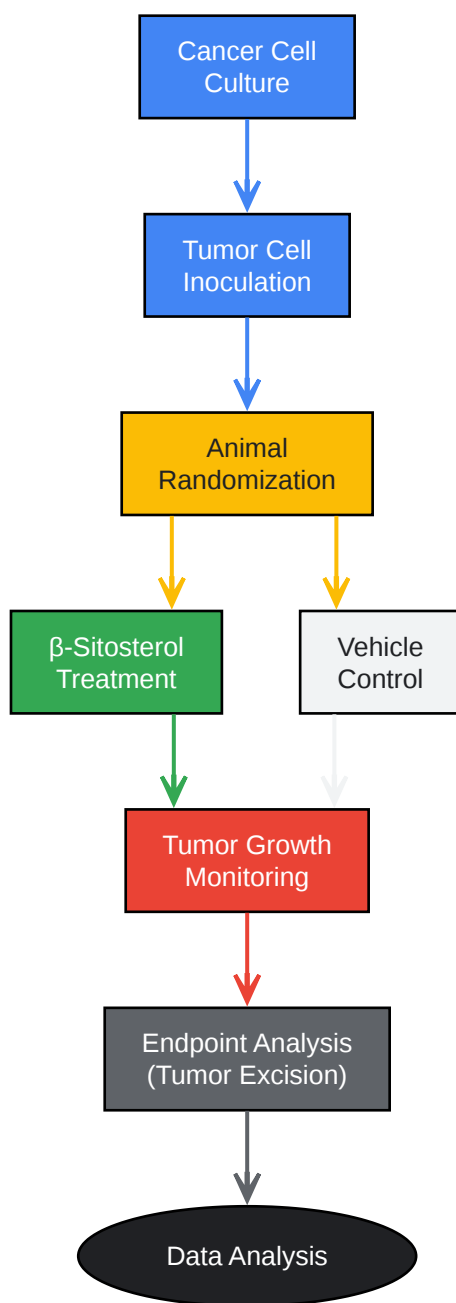 Cancer Cell
Culture
Tumor Cell
Inoculation
Animal
Randomization
β-Sitosterol
Treatment
Vehicle
Control
Tumor Growth
Monitoring
Endpoint Analysis
(Tumor Excision)
Data Analysis